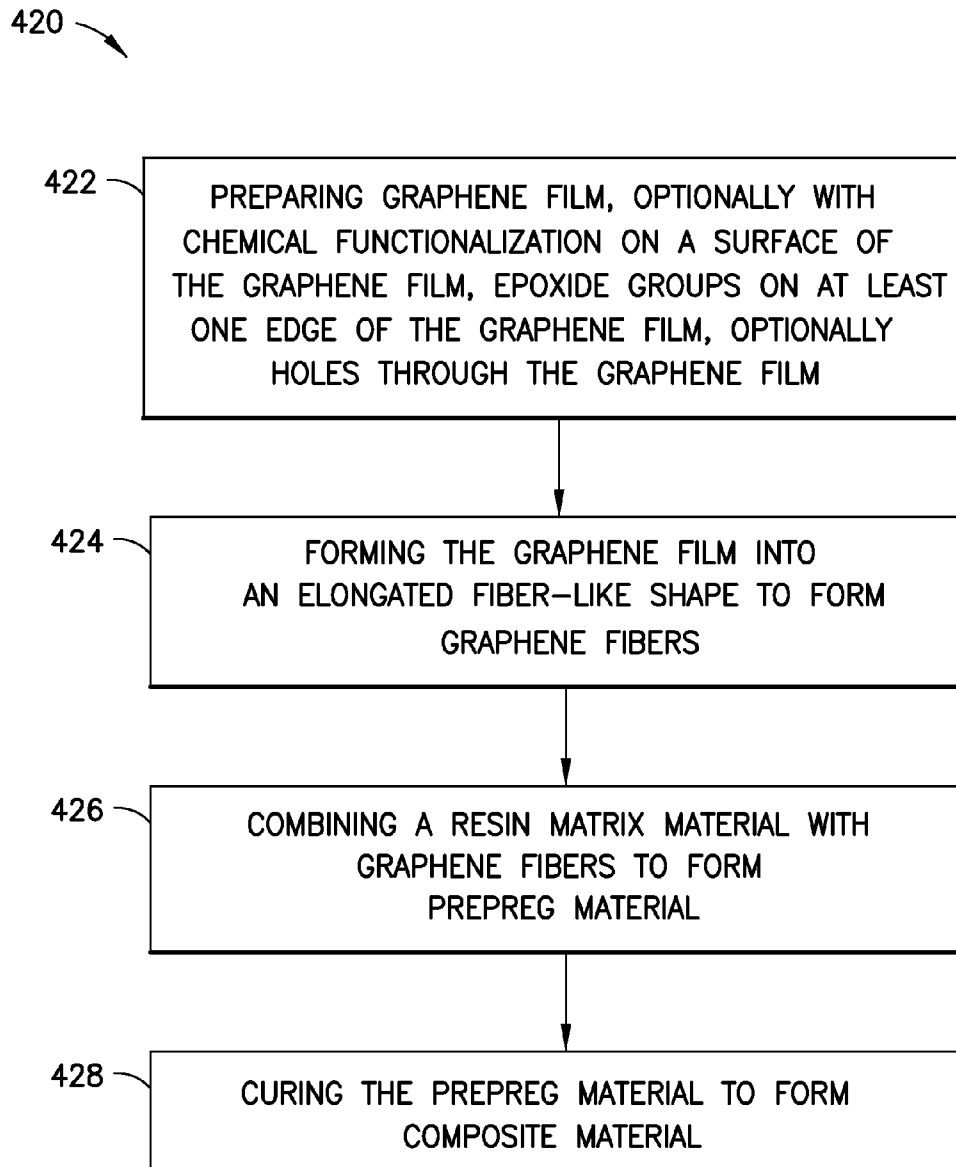 420
422
PREPARING GRAPHENE FILM, OPTIONALLY WITH
CHEMICAL FUNCTIONALIZATION ON A SURFACE OF
THE GRAPHENE FILM, EPOXIDE GROUPS ON AT LEAST
ONE EDGE OF THE GRAPHENE FILM, OPTIONALLY
HOLES THROUGH THE GRAPHENE FILM
424
FORMING THE GRAPHENE FILM INTO
AN ELONGATED FIBER-LIKE SHAPE TO FORM
GRAPHENE FIBERS
426
COMBINING A RESIN MATRIX MATERIAL WITH
GRAPHENE FIBERS TO FORM
PREPREG MATERIAL
428
CURING THE PREPREG MATERIAL TO FORM
COMPOSITE MATERIAL